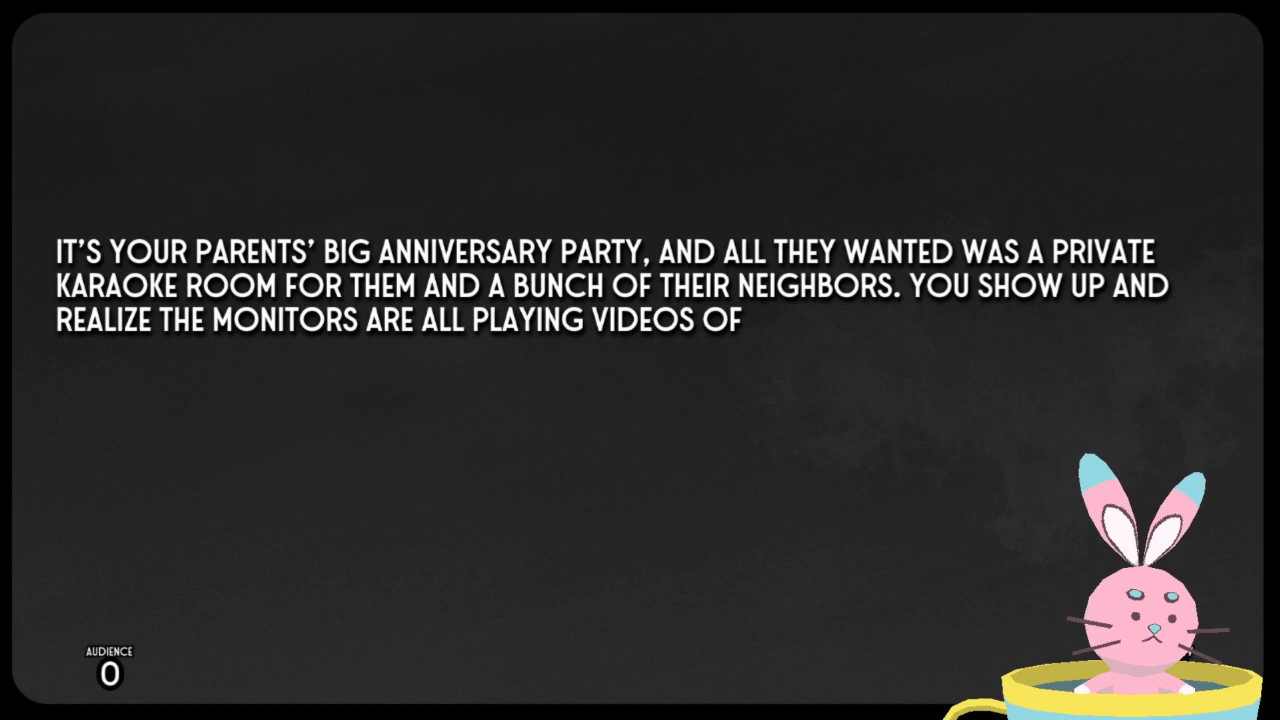 IT'S YOUR PARENTS' BIG ANNIVERSARY PARTY, AND ALL THEY WANTED WAS A PRIVATE
KARAOKE ROOM FOR THEM AND A BUNCH OF THEIR NEIGHBORS. YOU SHOW UP AND
REALIZE THE MONITORS ARE ALL PLAYING VIDEOS OF
AUDIENCE
0